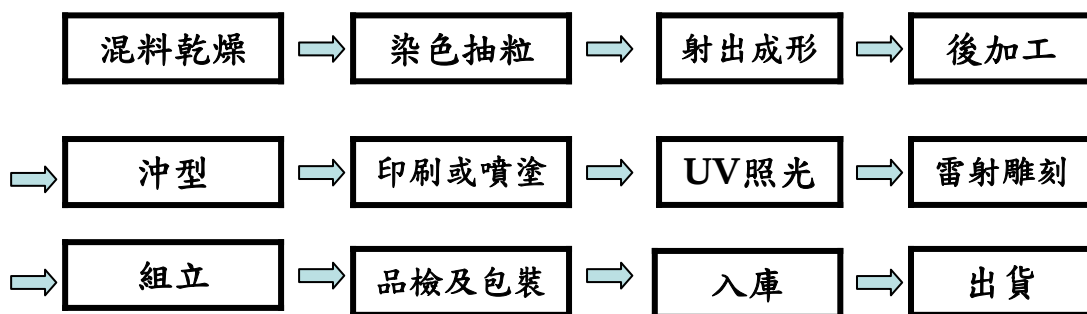 混料乾燥
染色抽粒
射出成形
後加工
沖型
印刷或噴塗
UV照光
雷射雕刻
組立
品檢及包裝
入庫
出貨